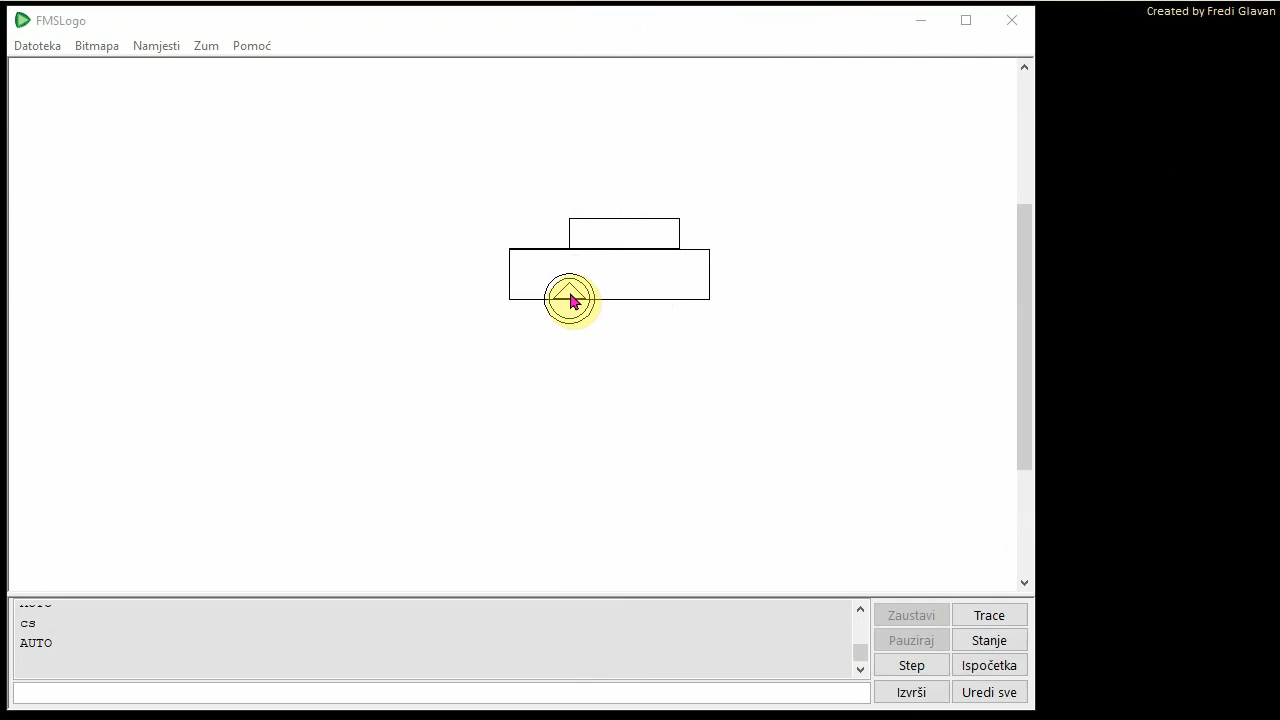 Created by Fredi Glavan
FMSLogo
Datoteka Bitmapa Namjesti Zum Pomoć
cs
AUTO
Zaustavi Trace
Pauziraj Stanje
Step Ispočetka
Izvrši Uredi sve